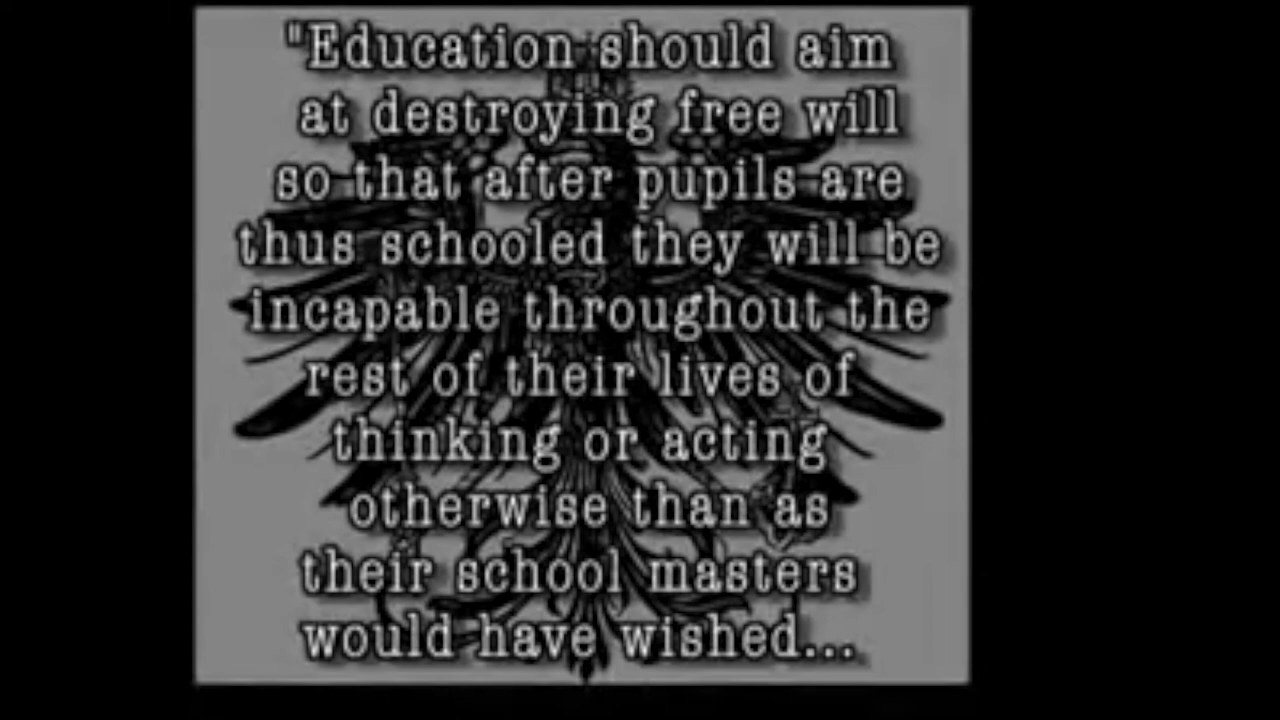 "Education should aim
at destroying free will
so that after pupils are
thus schooled they will be
incapable throughout the
rest of their lives of
thinking or acting
otherwise than as
their school masters
would have wished...